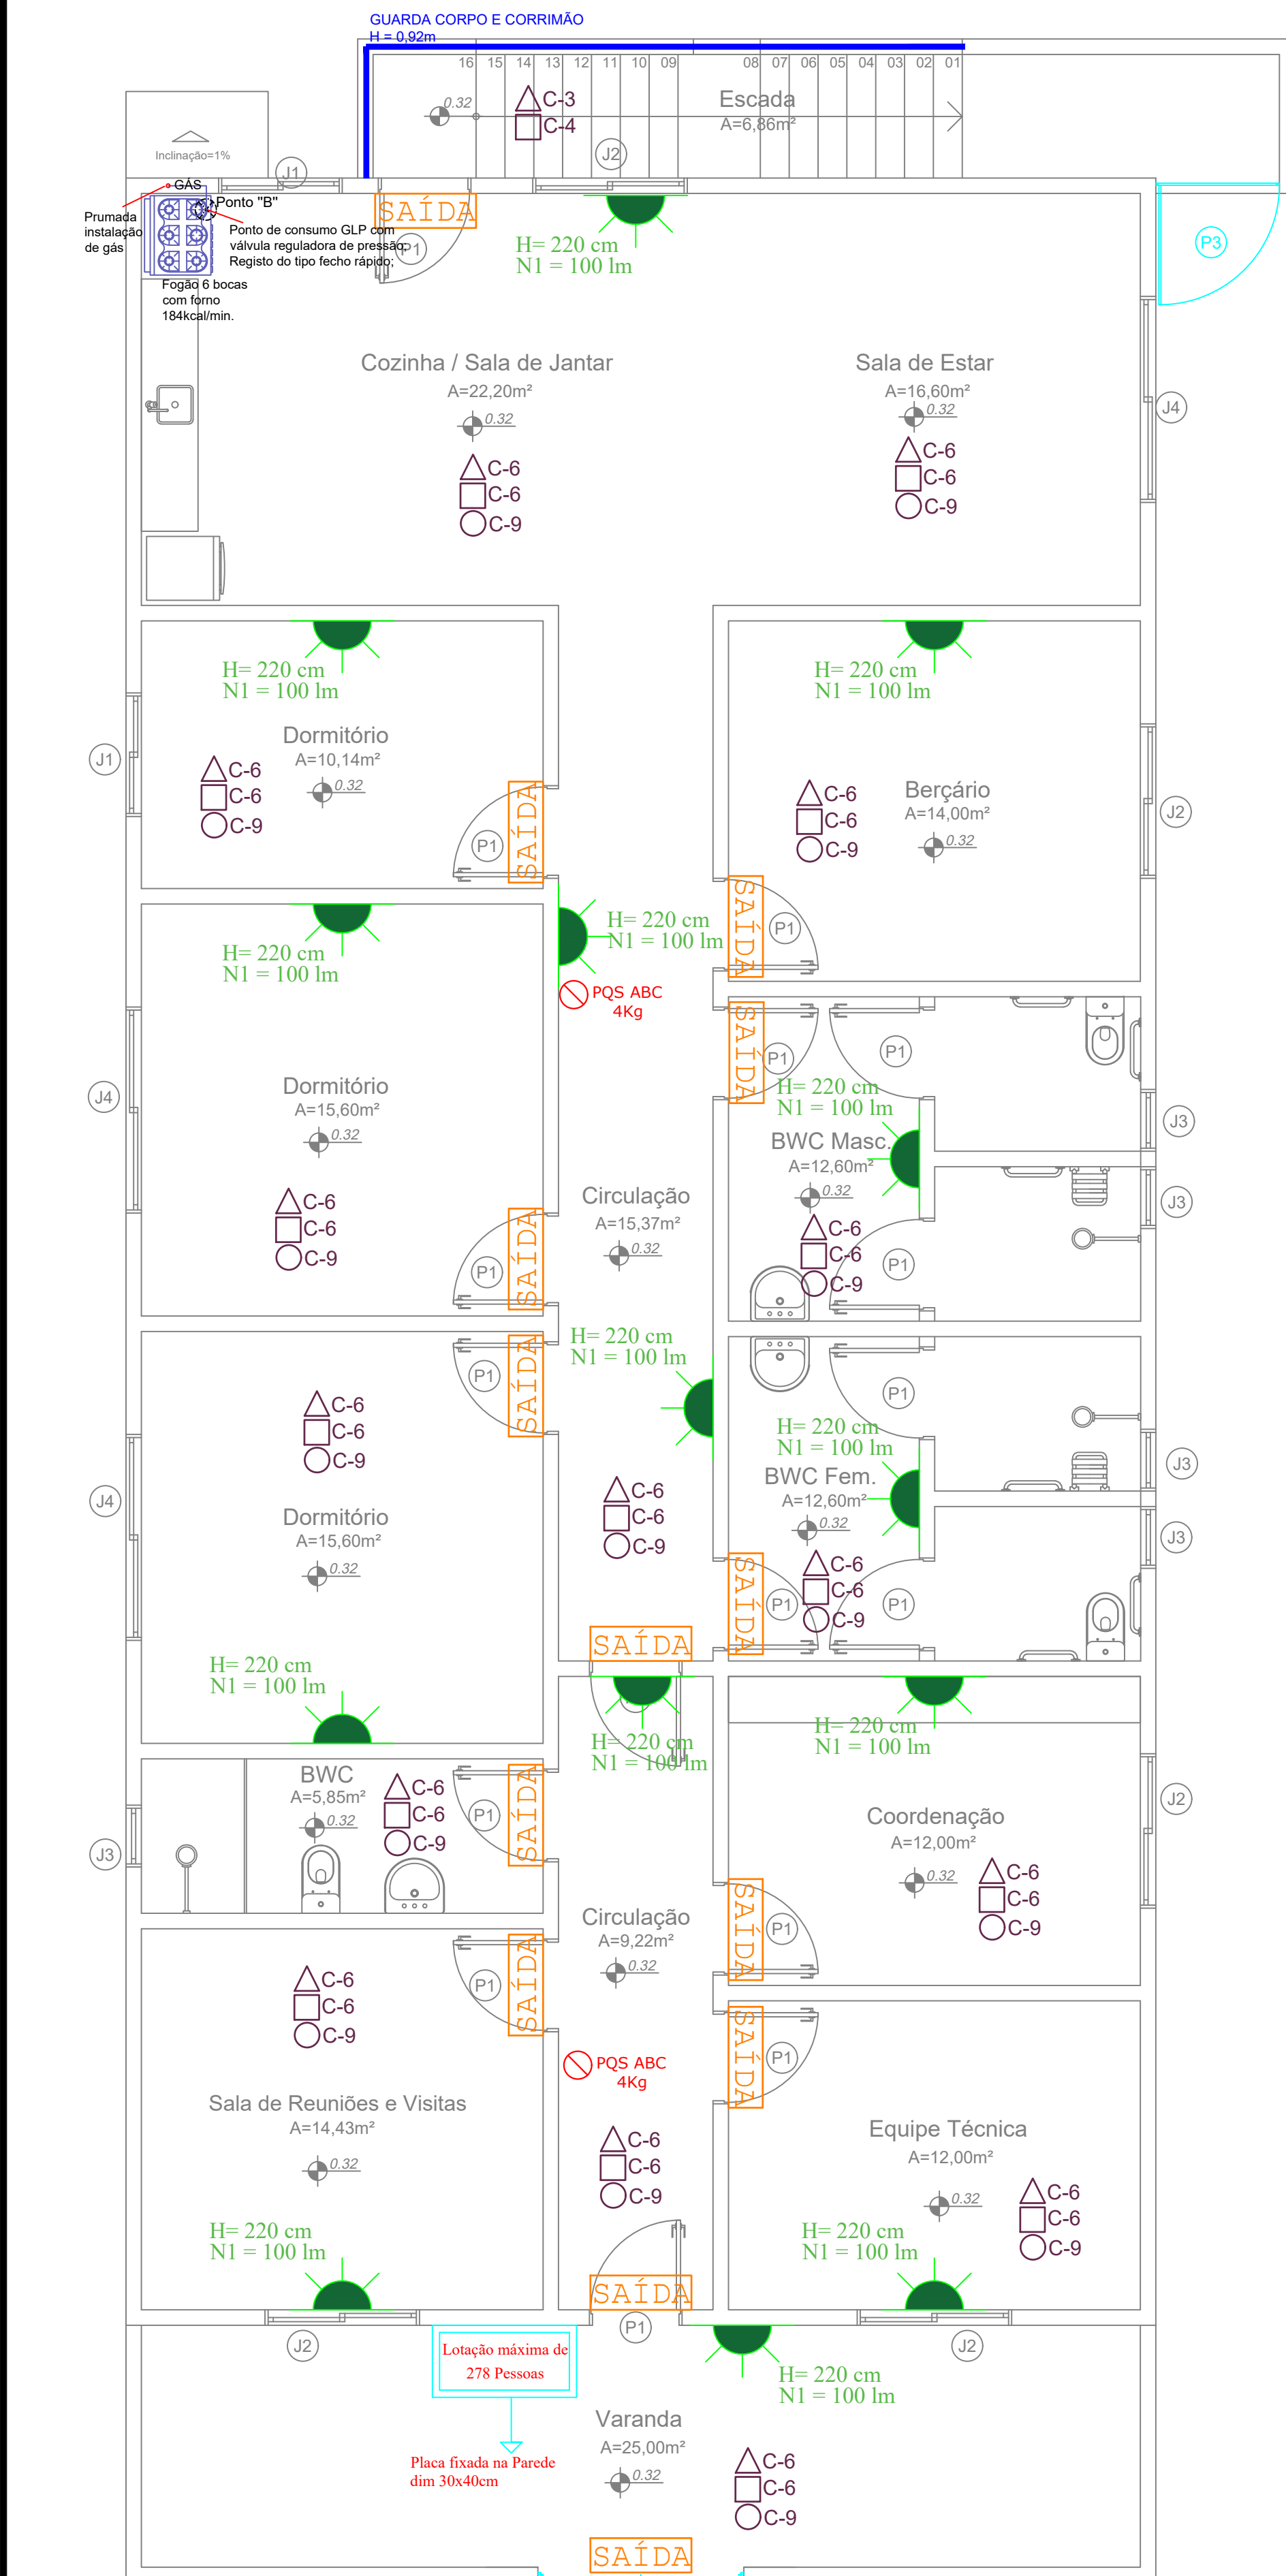 GUARDA CORPO E CORRIMÃO
H = 0,92m
16 15 14 13 12 11 10 09 08 07 06 05 04 03 02 01
0.32
C-3
C-4
Escada
A=6,86m²
Inclinação=1%
J1
J2
GÁS
Ponto "B"
Prumada
instalação
de gás
Ponto de consumo GLP com
válvula reguladora de pressão;
Registo do tipo fecho rápido;
Fogão 6 bocas
com forno
184kcal/min.
SAÍDA
P1
H= 220 cm
N1 = 100 lm
P3
Cozinha / Sala de Jantar
A=22,20m²
0.32
C-6
C-6
C-9
Sala de Estar
A=16,60m²
0.32
C-6
C-6
C-9
J4
H= 220 cm
N1 = 100 lm
Dormitório
A=10,14m²
0.32
C-6
C-6
C-9
J1
P1
SAÍDA
H= 220 cm
N1 = 100 lm
Berçário
A=14,00m²
0.32
C-6
C-6
C-9
J2
SAÍDA
P1
H= 220 cm
N1 = 100 lm
H= 220 cm
N1 = 100 lm
PQS ABC
4Kg
Dormitório
A=15,60m²
0.32
J4
C-6
C-6
C-9
P1
SAÍDA
Circulação
A=15,37m²
0.32
SAÍDA
P1
P1
H= 220 cm
N1 = 100 lm
BWC Masc.
A=12,60m²
0.32
C-6
C-6
C-9
P1
J3
J3
H= 220 cm
N1 = 100 lm
P1
SAÍDA
C-6
C-6
C-9
Dormitório
A=15,60m²
0.32
J4
H= 220 cm
N1 = 100 lm
C-6
C-6
C-9
P1
H= 220 cm
N1 = 100 lm
BWC Fem.
A=12,60m²
0.32
C-6
C-6
C-9
SAÍDA
P1
P1
J3
J3
SAÍDA
H= 220 cm
N1 = 100 lm
H= 220 cm
N1 = 100 lm
BWC
A=5,85m²
0.32
C-6
C-6
C-9
P1
SAÍDA
J3
Coordenação
A=12,00m²
0.32
C-6
C-6
C-9
J2
SAÍDA
P1
Circulação
A=9,22m²
0.32
P1
SAÍDA
C-6
C-6
C-9
Sala de Reuniões e Visitas
A=14,43m²
0.32
H= 220 cm
N1 = 100 lm
PQS ABC
4Kg
C-6
C-6
C-9
SAÍDA
P1
Equipe Técnica
A=12,00m²
0.32
C-6
C-6
C-9
H= 220 cm
N1 = 100 lm
SAÍDA
P1
J2
J2
Lotação máxima de
278 Pessoas
H= 220 cm
N1 = 100 lm
Placa fixada na Parede
dim 30x40cm
Varanda
A=25,00m²
0.32
C-6
C-6
C-9
SAÍDA